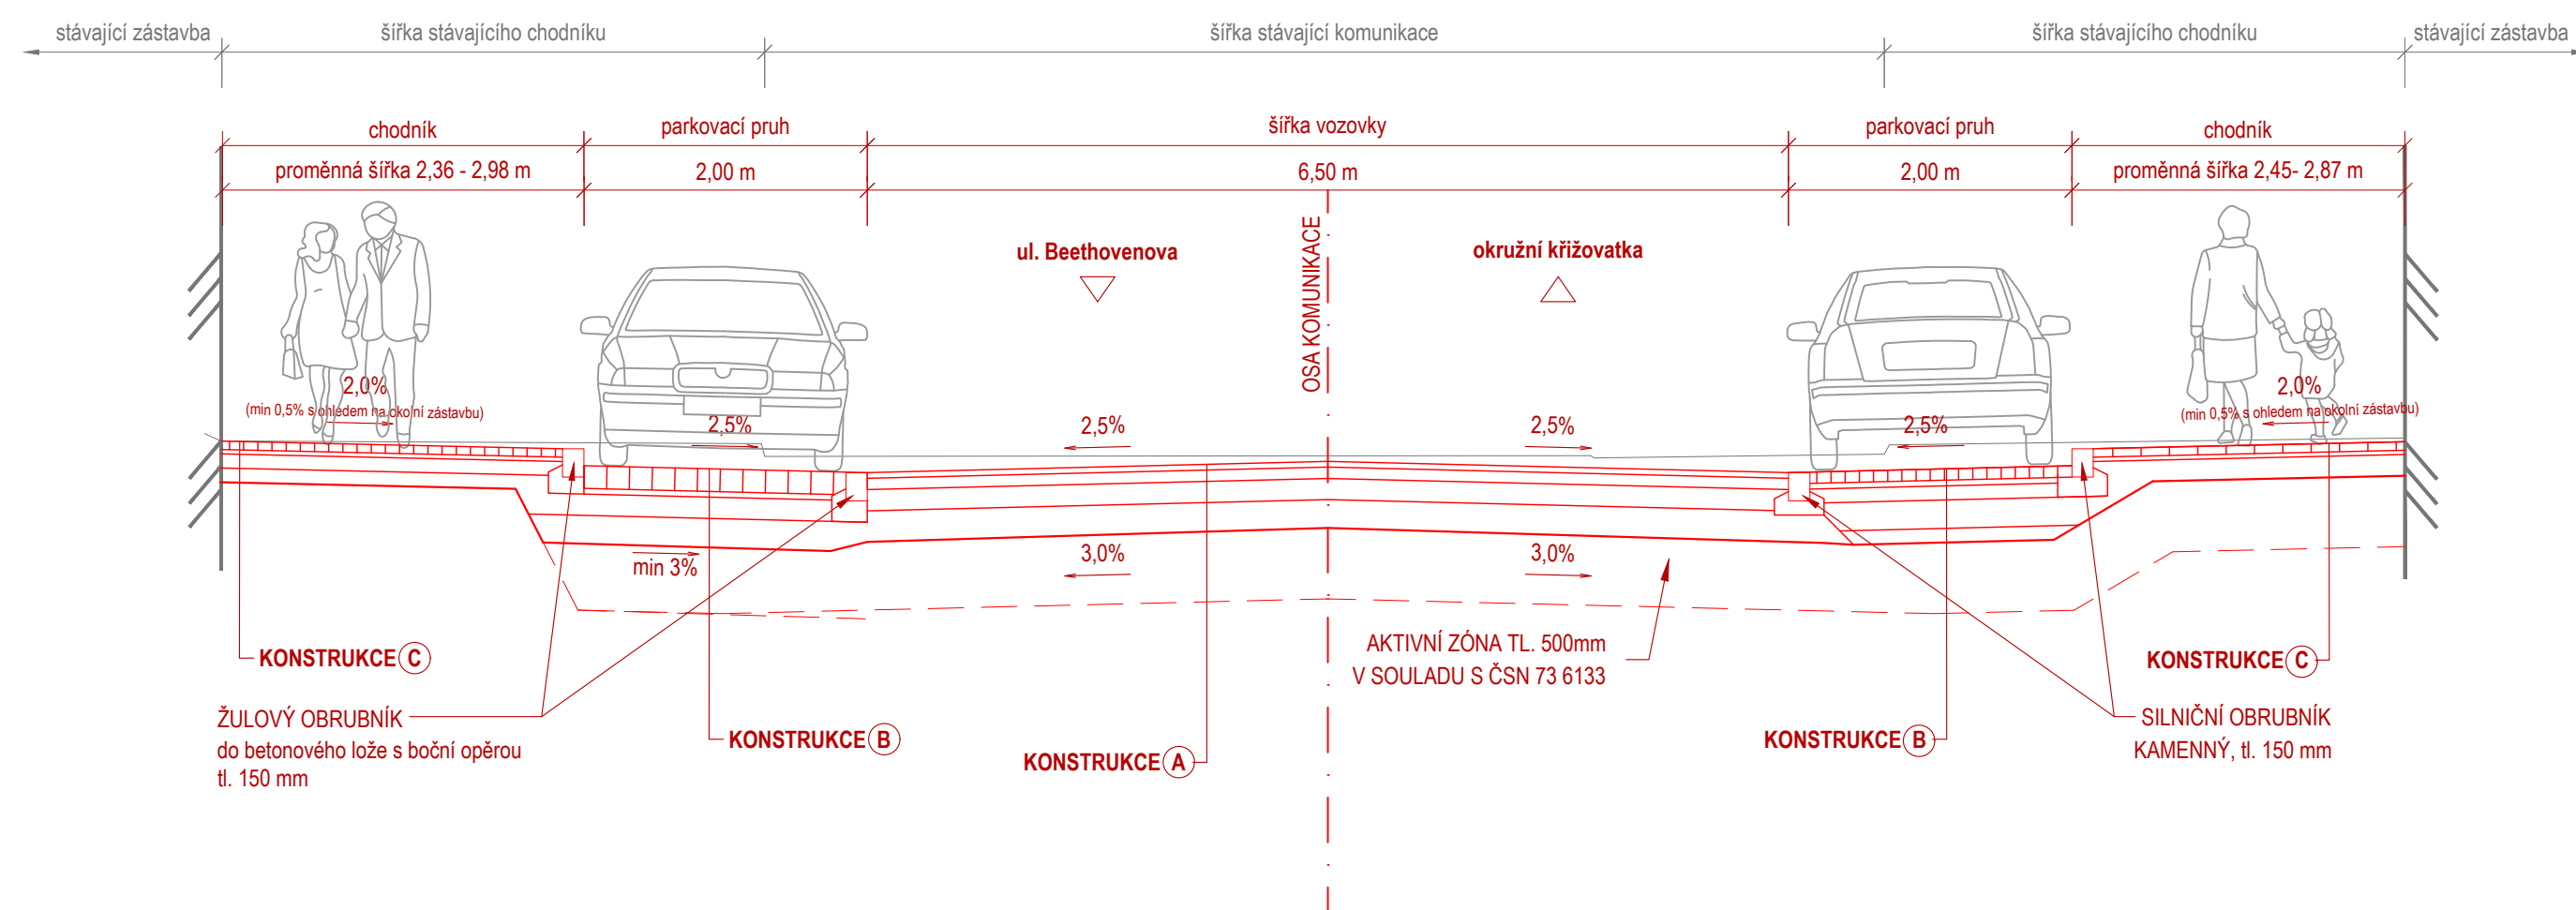 stávající zástavba
šířka stávajícího chodníku
šířka stávající komunikace
šířka stávajícího chodníku
stávající zástavba
chodník
parkovací pruh
šířka vozovky
parkovací pruh
chodník
proměnná šířka 2,36 - 2,98 m
2,00 m
6,50 m
2,00 m
proměnná šířka 2,45- 2,87 m
ul. Beethovenova
OSA KOMUNIKACE
okružní křižovatka
2,0%
(min 0,5% s ohledem na okolní zástavbu)
2,5%
2,5%
2,5%
2,5%
2,0%
(min 0,5% s ohledem na okolní zástavbu)
min 3%
3,0%
3,0%
AKTIVNÍ ZÓNA TL. 500mm
V SOULADU S ČSN 73 6133
KONSTRUKCE C
KONSTRUKCE C
ŽULOVÝ OBRUBNÍK
do betonového lože s boční opěrou
tl. 150 mm
KONSTRUKCE B
KONSTRUKCE A
KONSTRUKCE B
SILNIČNÍ OBRUBNÍK
KAMENNÝ, tl. 150 mm